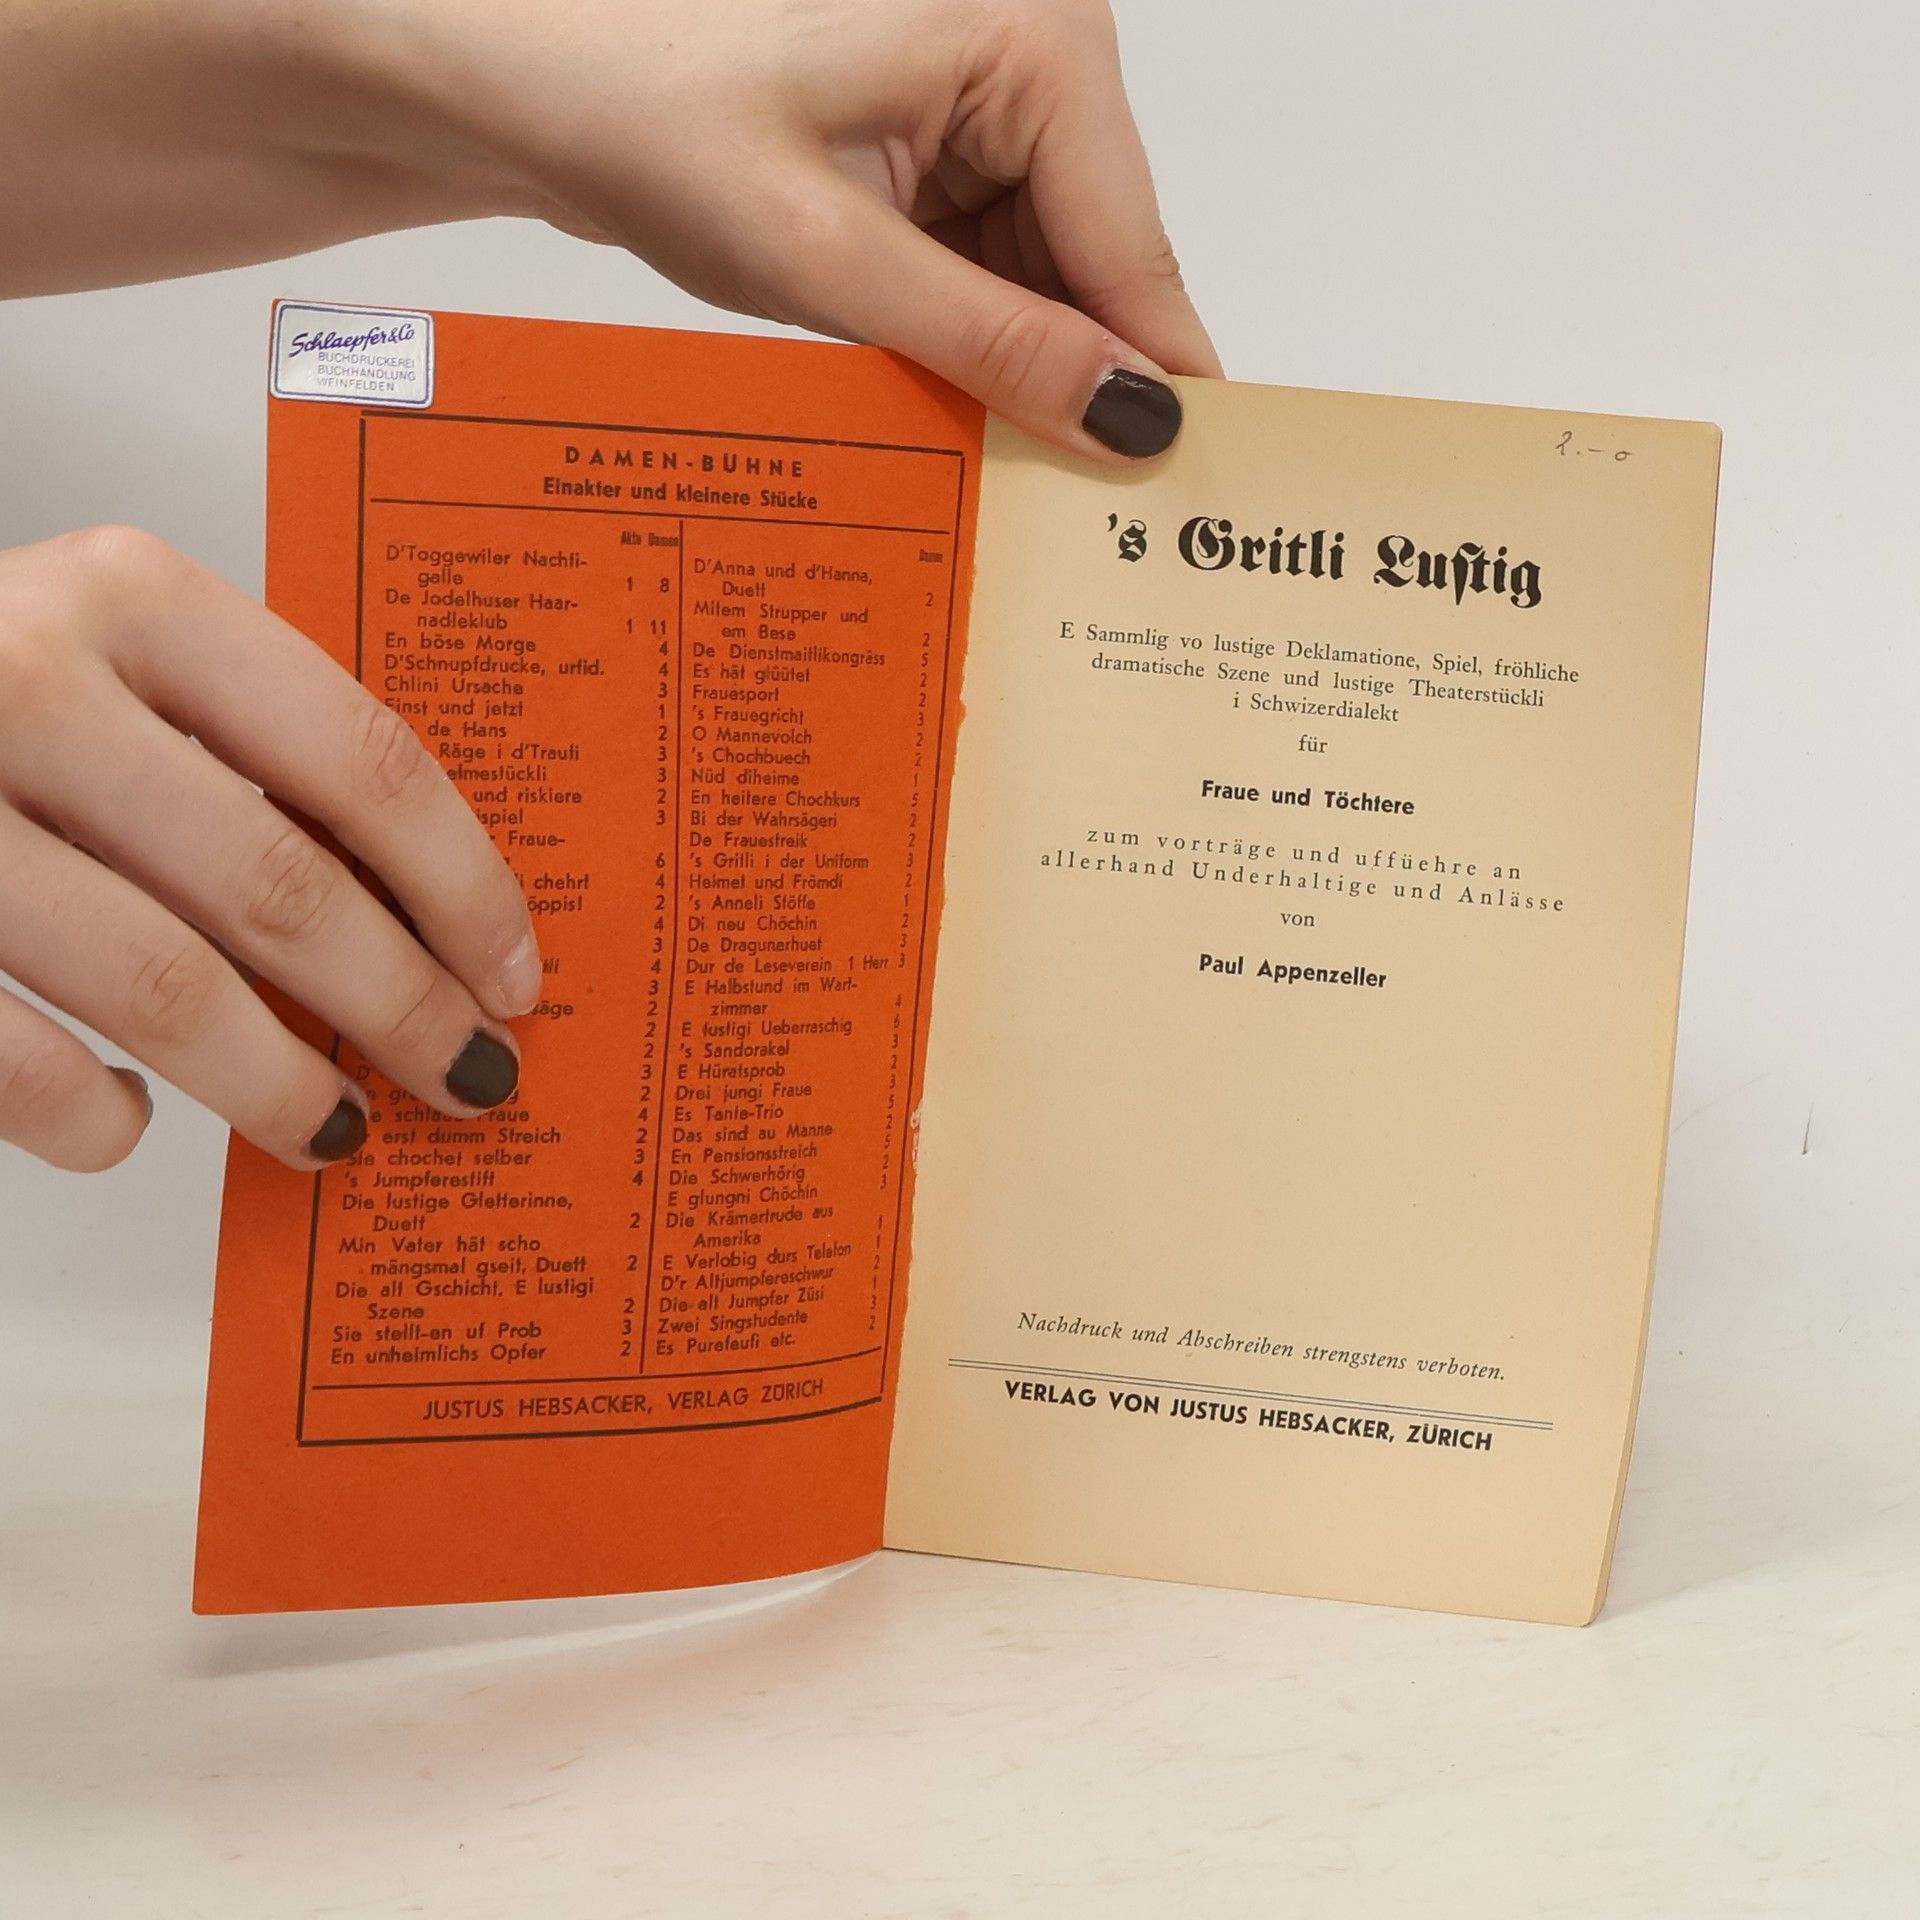 Schlaepfer & Co
BUCHDRUCKEREI
BUCHHANDLUNG
WEINFELDEN
DAMEN-BÜHNE
Einakter und kleinere Stücke
Akte Damen
D'Toggewiler Nachti-
galle 1 8
De Jodelhuser Haar-
nadleklub 1 11
En böse Morge 4
D'Schnupfdrucke, urfid. 4
Chlini Ursache 3
Einst und jetzt 1
de Hans 2
Räge i d'Traufi 3
elmestückli 3
und riskiere 2
ispiel 3
Fraue-
6
chehrt 4
öppis! 2
4
3
4
3
äge 2
2
2
3
2
schlaue Fraue 4
erst dumm Streich 2
Sie chochet selber 3
's Jumpferestift 4
Die lustige Gletterinne,
Duett 2
Min Vater hät scho
mängsmal gseit, Duett 2
Die alt Gschicht, E lustigi
Szene 2
Sie stellt-en uf Prob 3
En unheimlichs Opfer 2
Damen
D'Anna und d'Hanna,
Duett 2
Mitem Strupper und
em Bese 2
De Dienstmaitlikongräss 5
Es hät glüütet 2
Frauesport 2
's Frauegricht 3
O Mannevolch 2
's Chochbuech 2
Nüd diheime 1
En heitere Chochkurs 5
Bi der Wahrsägeri 2
De Frauestreik 2
's Gritli i der Uniform 3
Heimet und Frömdi 2
's Anneli Stöffe 1
Di neu Chöchin 2
De Dragunerhuet 3
Dur de Leseverein 1 Herr 3
E Halbstund im Wart-
zimmer 4
E lustigi Ueberraschig 6
's Sandorakel 3
E Hüratsprob 2
Drei jungi Fraue 3
Es Tante-Trio 5
Das sind au Manne 2
En Pensionsstreich 5
Die Schwerhörig 2
E glungni Chöchin 3
Die Krämertrude aus
Amerika 1
E Verlobig durs Telefon 1
D'r Altjumpfereschwur 2
Die alt Jumpfer Züsi 1
Zwei Singstudente 3
Es Puretaufi etc. 2
JUSTUS HEBSACKER, VERLAG ZÜRICH
2.-
's Gritli Lustig
E Sammlig vo lustige Deklamatione, Spiel, fröhliche
dramatische Szene und lustige Theaterstückli
i Schwizerdialekt
für
Fraue und Töchtere
zum vorträge und uffüehre an
allerhand Underhaltige und Anlässe
von
Paul Appenzeller
Nachdruck und Abschreiben strengstens verboten.
VERLAG VON JUSTUS HEBSACKER, ZÜRICH